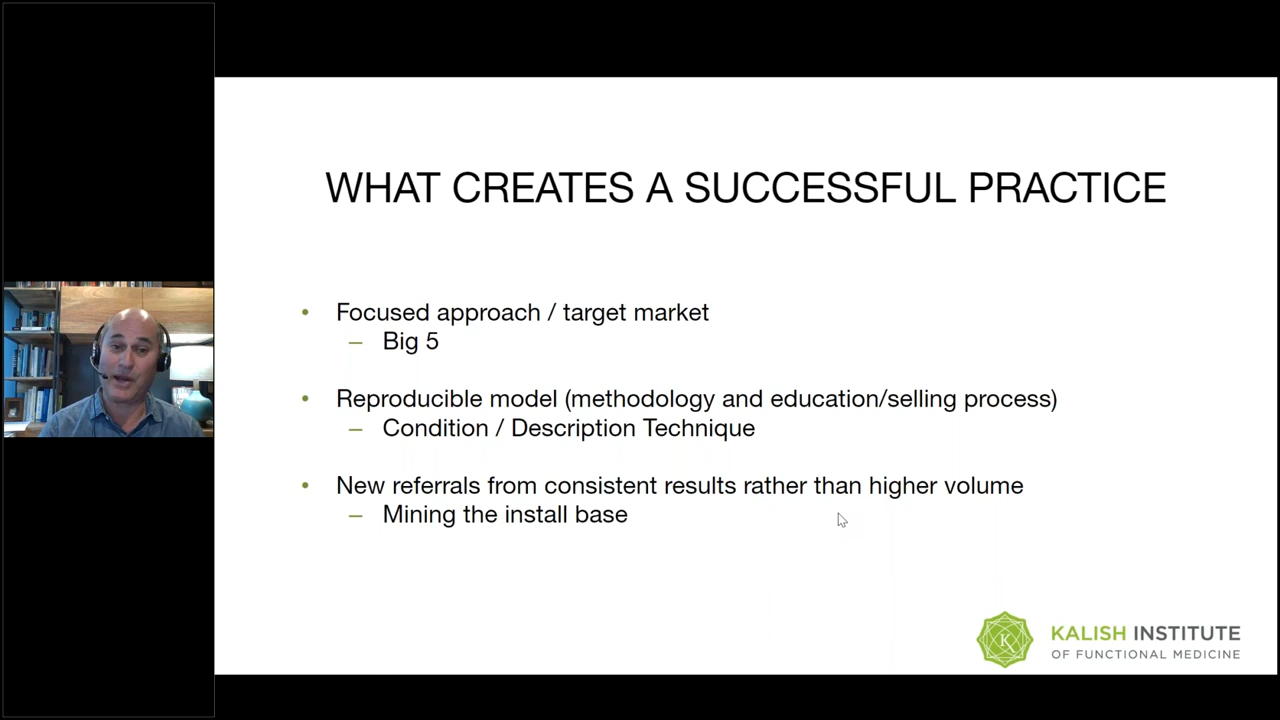 WHAT CREATES A SUCCESSFUL PRACTICE
• Focused approach / target market
– Big 5
• Reproducible model (methodology and education/selling process)
– Condition / Description Technique
• New referrals from consistent results rather than higher volume
– Mining the install base
K
KALISH INSTITUTE
OF FUNCTIONAL MEDICINE